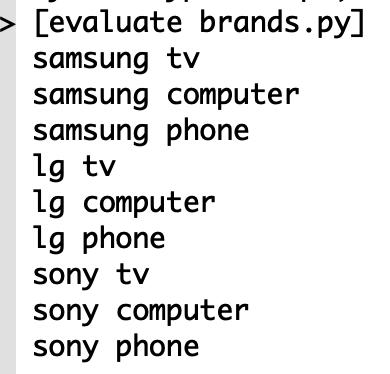 > [evaluate brands.py]
samsung tv
samsung computer
samsung phone
lg tv
lg computer
lg phone
sony tv
sony computer
sony phone